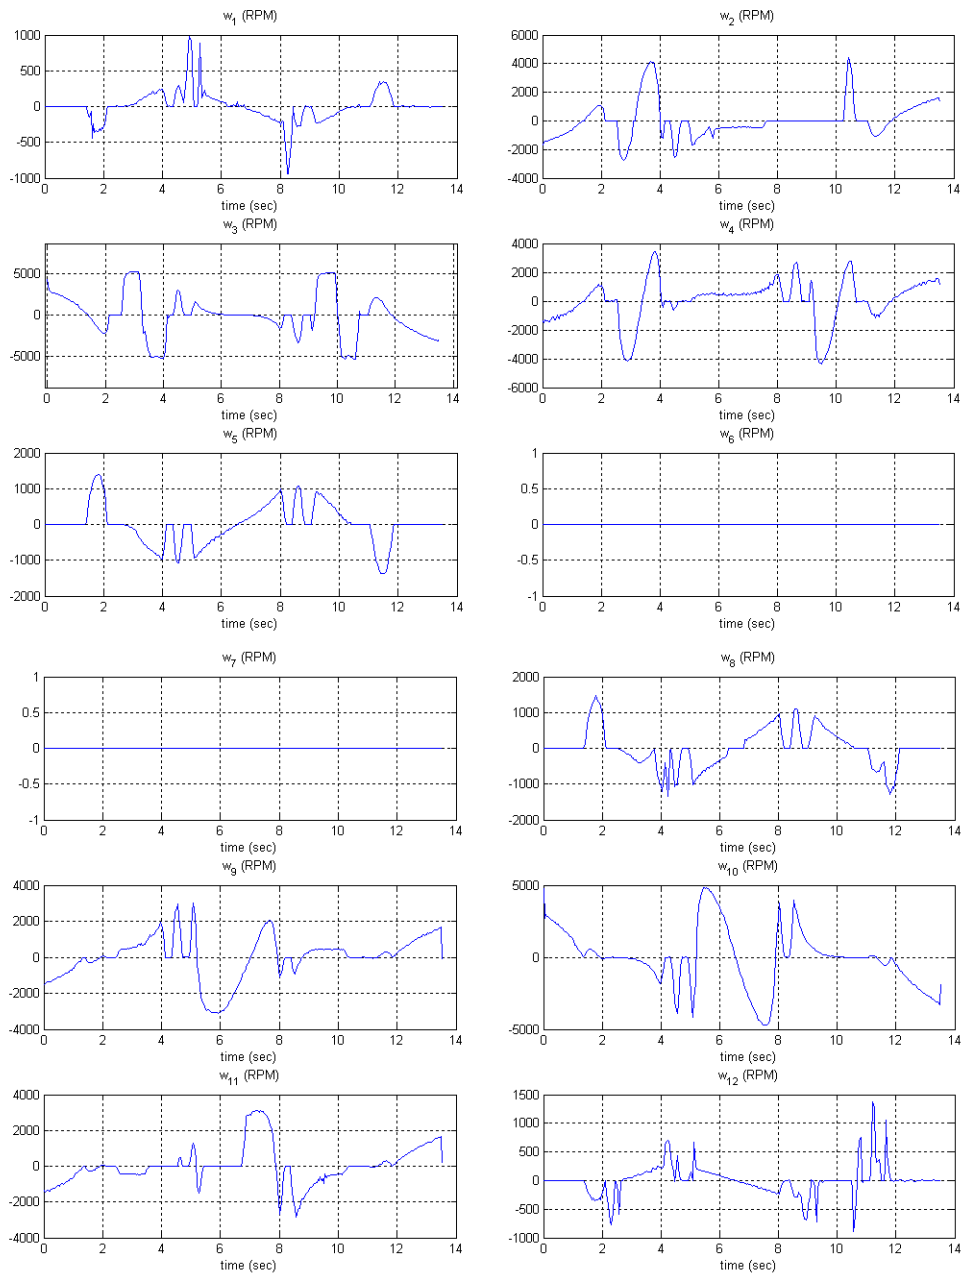 w1 (RPM)
1000
500
0
-500
-1000
0 2 4 6 8 10 12 14
time (sec)
w2 (RPM)
6000
4000
2000
0
-2000
-4000
0 2 4 6 8 10 12 14
time (sec)
w3 (RPM)
5000
0
-5000
0 2 4 6 8 10 12 14
time (sec)
w4 (RPM)
4000
2000
0
-2000
-4000
-6000
0 2 4 6 8 10 12 14
time (sec)
w5 (RPM)
2000
1000
0
-1000
-2000
0 2 4 6 8 10 12 14
time (sec)
w6 (RPM)
1
0.5
0
-0.5
-1
0 2 4 6 8 10 12 14
time (sec)
w7 (RPM)
1
0.5
0
-0.5
-1
0 2 4 6 8 10 12 14
time (sec)
w8 (RPM)
2000
1000
0
-1000
-2000
0 2 4 6 8 10 12 14
time (sec)
w9 (RPM)
4000
2000
0
-2000
-4000
0 2 4 6 8 10 12 14
time (sec)
w10 (RPM)
5000
0
-5000
0 2 4 6 8 10 12 14
time (sec)
w11 (RPM)
4000
2000
0
-2000
-4000
0 2 4 6 8 10 12 14
time (sec)
w12 (RPM)
1500
1000
500
0
-500
-1000
0 2 4 6 8 10 12 14
time (sec)